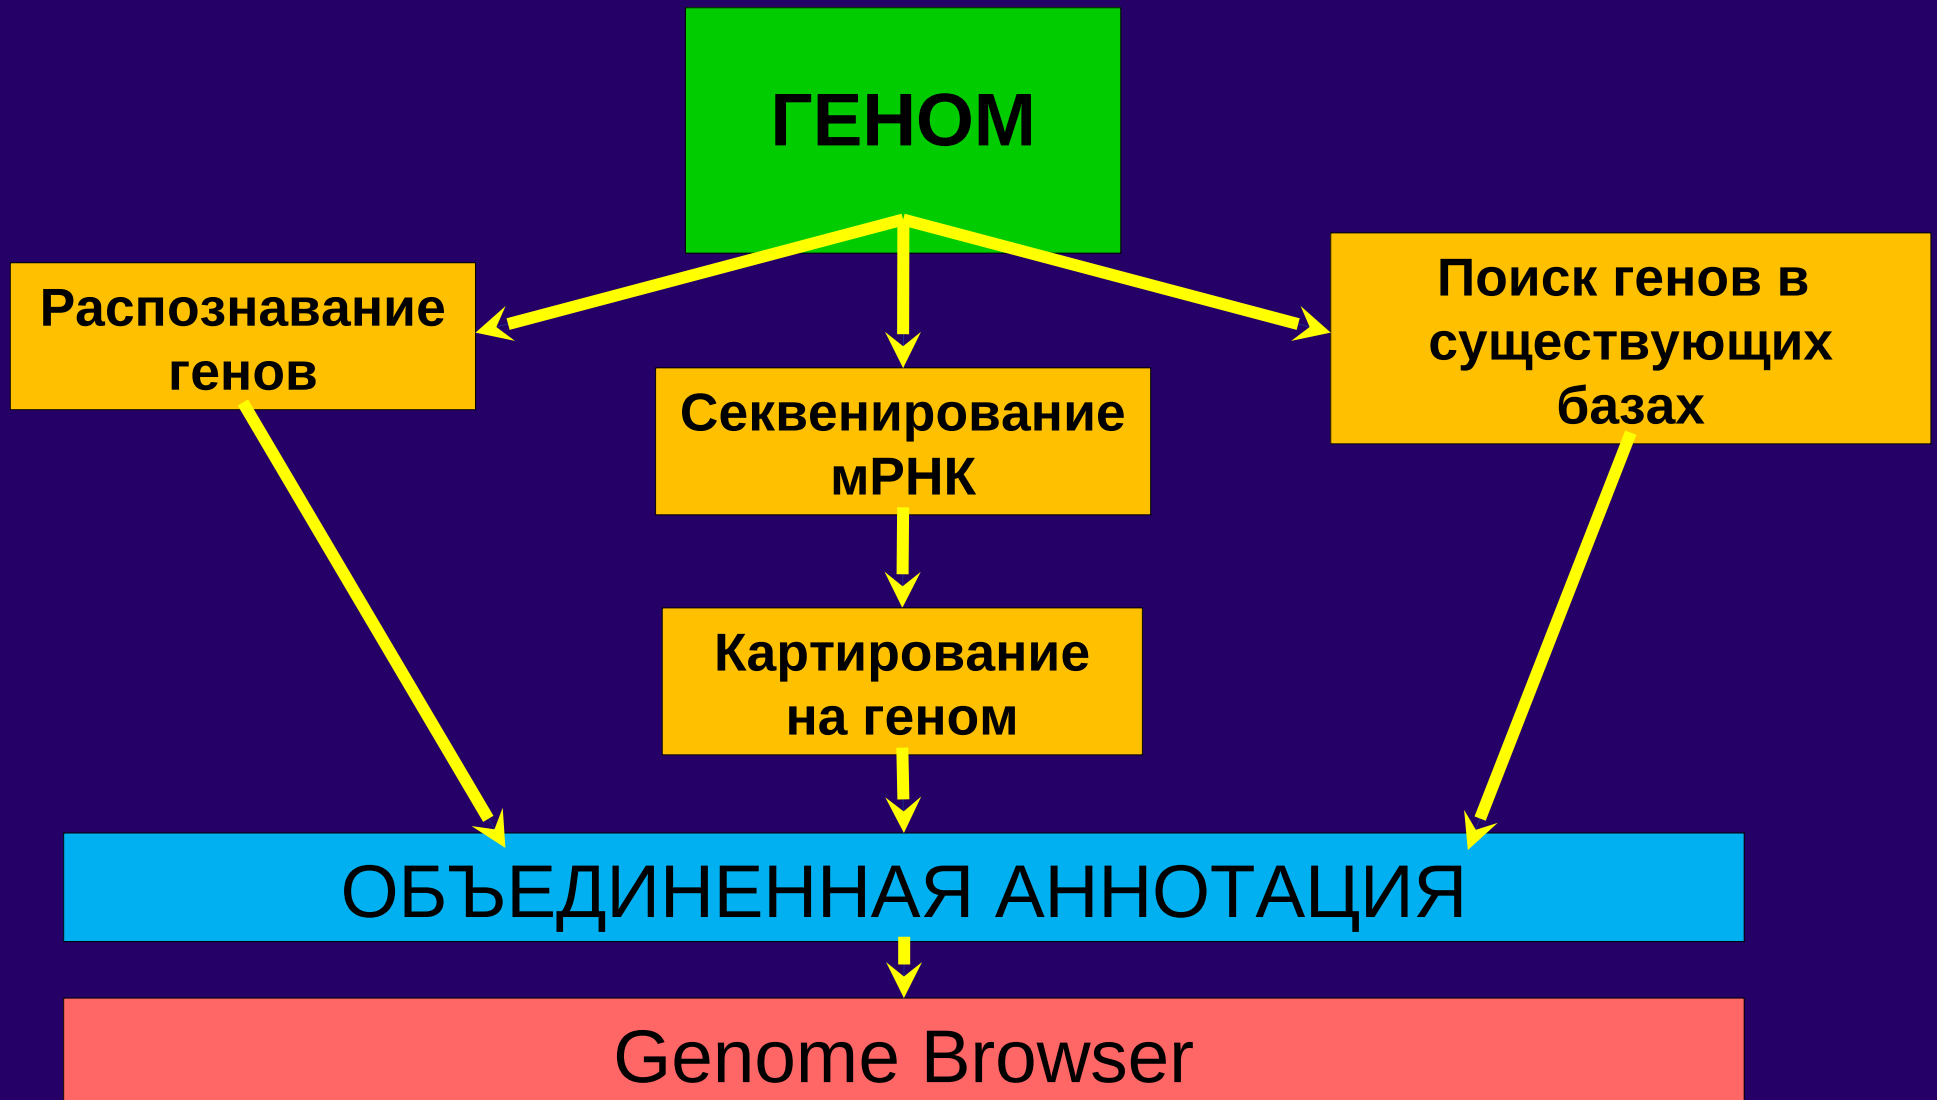 ГЕНОМ
Распознавание
генов
Секвенирование
мРНК
Поиск генов в
существующих
базах
Картирование
на геном
ОБЪЕДИНЕННАЯ АННОТАЦИЯ
Genome Browser